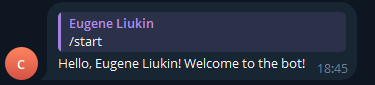 Eugene Liukin
/start
Hello, Eugene Liukin! Welcome to the bot!
18:45
C